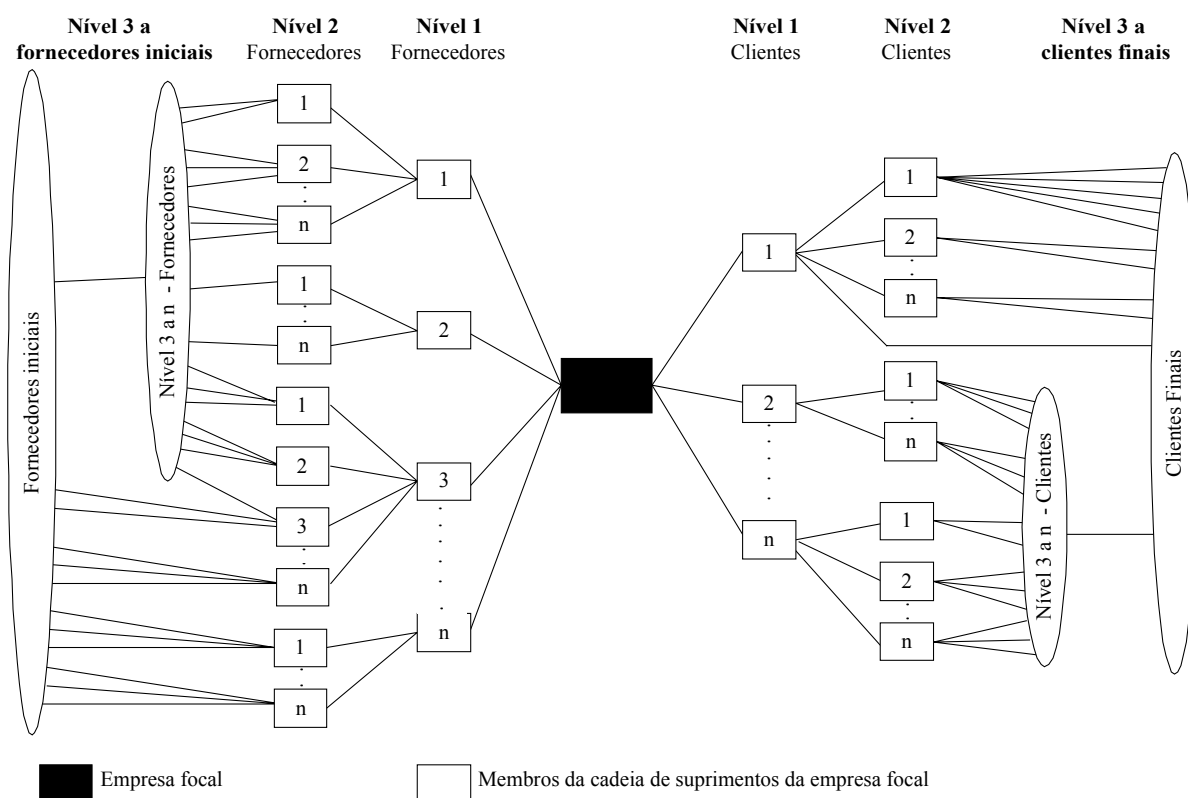 Nível 3 a
fornecedores iniciais
Nível 2
Fornecedores
Nível 1
Fornecedores
Nível 1
Clientes
Nível 2
Clientes
Nível 3 a
clientes finais
Fornecedores iniciais
Nível 3 a n - Fornecedores
1
2
n
1
n
1
2
3
n
1
n
1
2
3
n
1
2
n
1
2
n
1
n
1
2
n
Nível 3 a n - Clientes
Clientes Finais
Empresa focal
Membros da cadeia de suprimentos da empresa focal